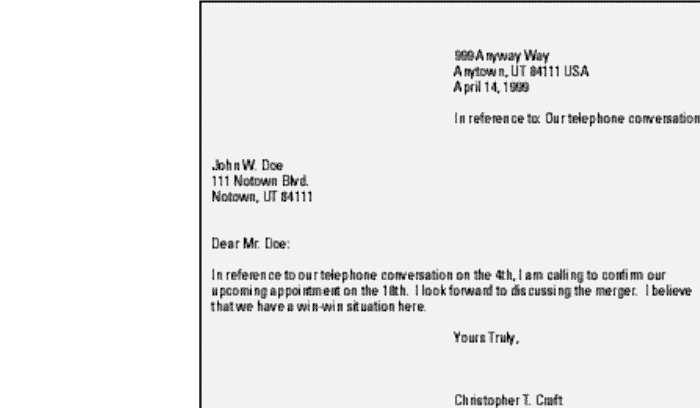 999 Anyway Way
Anytown, UT 84111 USA
April 14, 1999
In reference to: Our telephone conversation
John W. Doe
111 Notown Blvd.
Notown, UT 84111
Dear Mr. Doe:
In reference to our telephone conversation on the 4th, I am calling to confirm our
upcoming appointment on the 18th. I look forward to discussing the merger. I believe
that we have a win-win situation here.
Yours Truly,
Christopher T. Craft